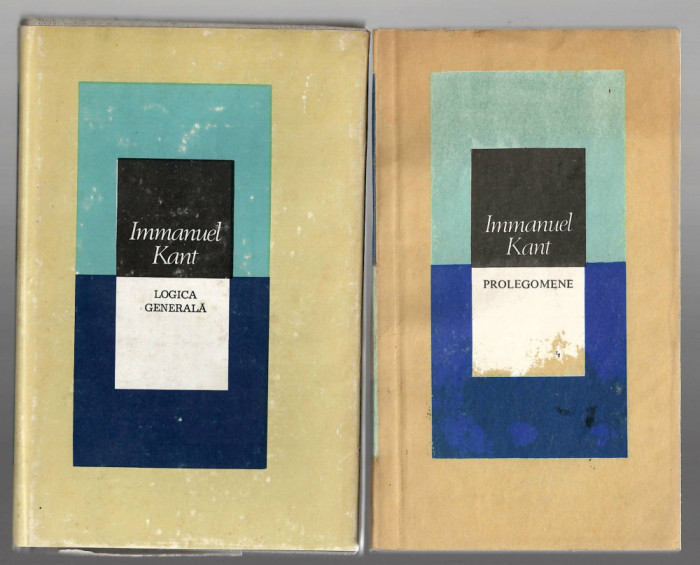 Immanuel
Kant
LOGICA
GENERALĂ
Immanuel
Kant
PROLEGOMENE